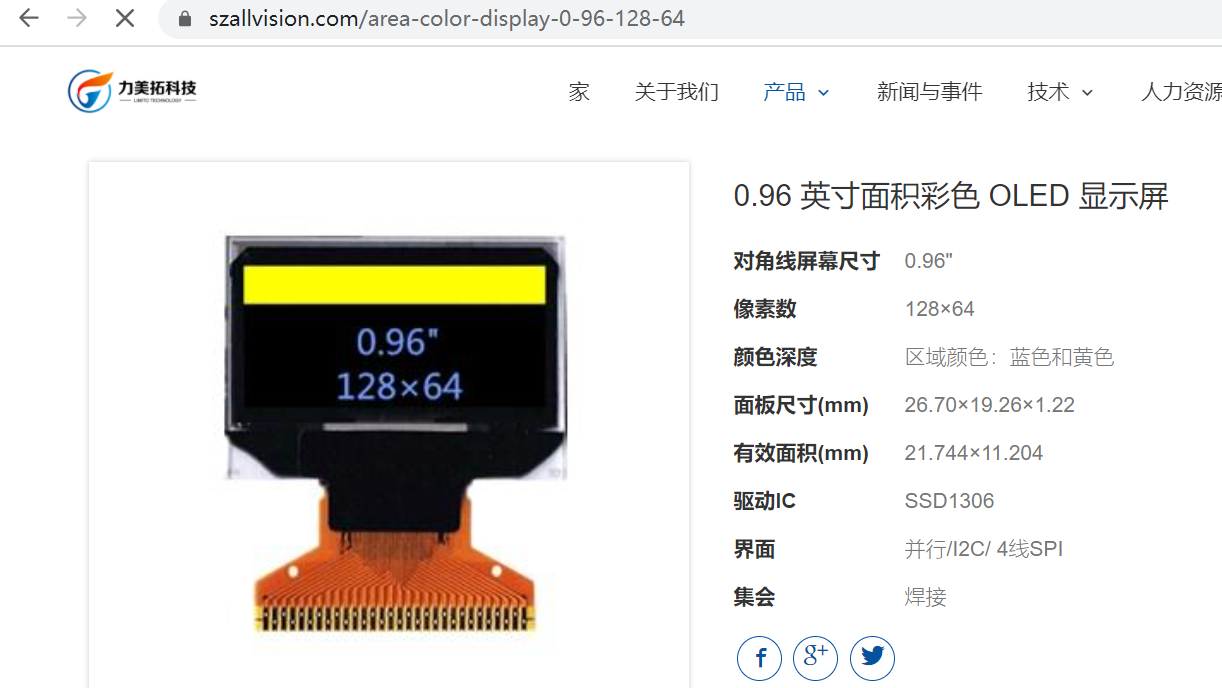 szallvision.com/area-color-display-0-96-128-64
力美拓科技
LIMITO TECHNOLOGY
家 关于我们 产品 新闻与事件 技术 人力资源
0.96 英寸面积彩色 OLED 显示屏
对角线屏幕尺寸 0.96"
像素数 128×64
颜色深度 区域颜色：蓝色和黄色
面板尺寸(mm) 26.70×19.26×1.22
有效面积(mm) 21.744×11.204
驱动IC SSD1306
界面 并行/I2C/ 4线SPI
集会 焊接
0.96"
128×64
f g+